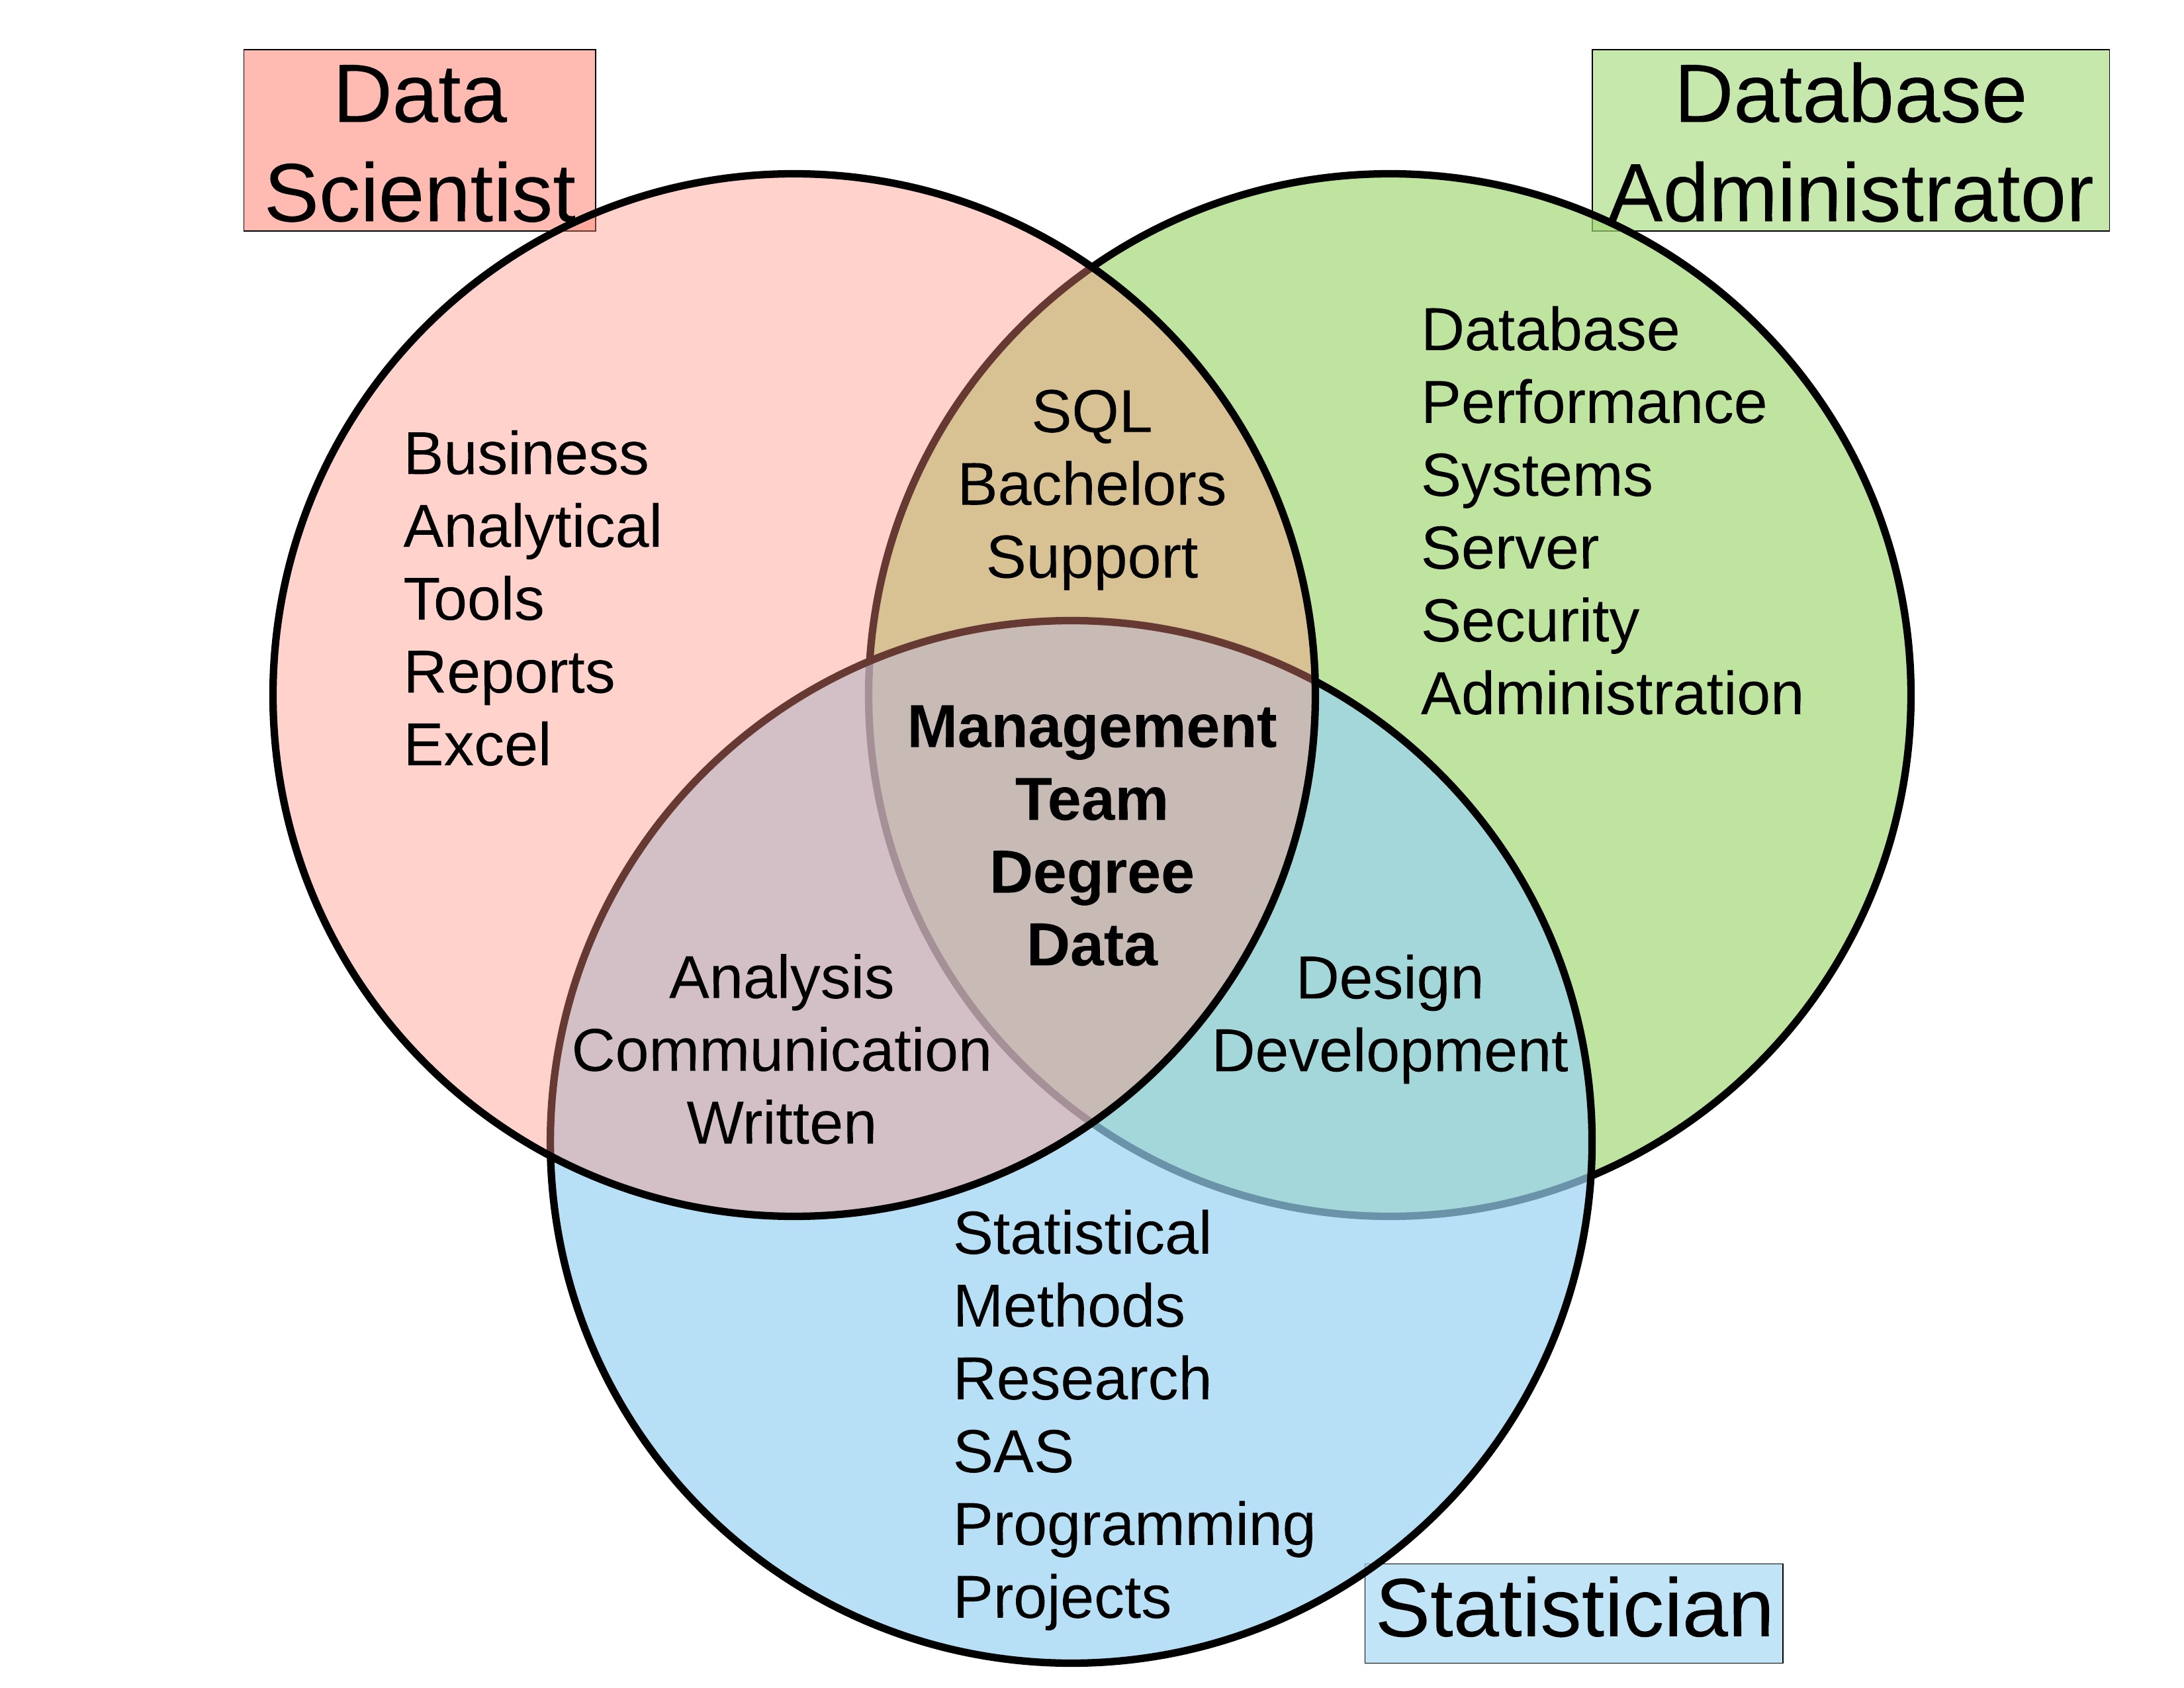 Data
Scientist
Database
Administrator
Business
Analytical
Tools
Reports
Excel
SQL
Bachelors
Support
Database
Performance
Systems
Server
Security
Administration
Management
Team
Degree
Data
Analysis
Communication
Written
Design
Development
Statistical
Methods
Research
SAS
Programming
Projects
Statistician